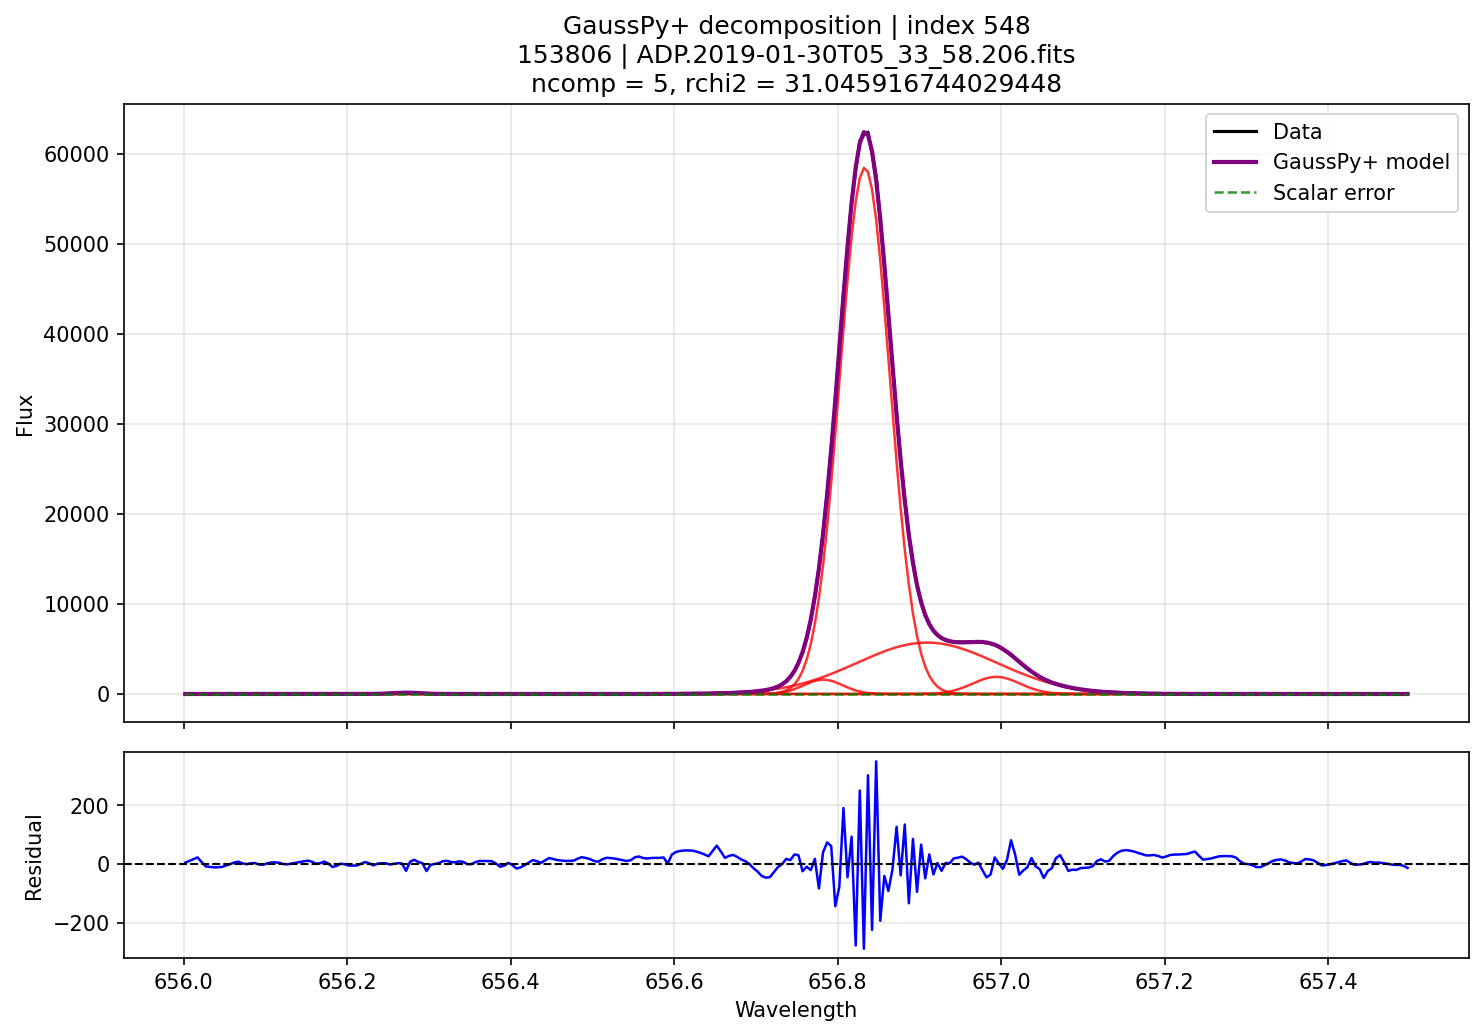 GaussPy+ decomposition | index 548
153806 | ADP.2019-01-30T05_33_58.206.fits
ncomp = 5, rchi2 = 31.045916744029448
Data
GaussPy+ model
Scalar error
60000
50000
40000
30000
20000
10000
0
Flux
200
0
−200
Residual
656.0
656.2
656.4
656.6
656.8
657.0
657.2
657.4
Wavelength